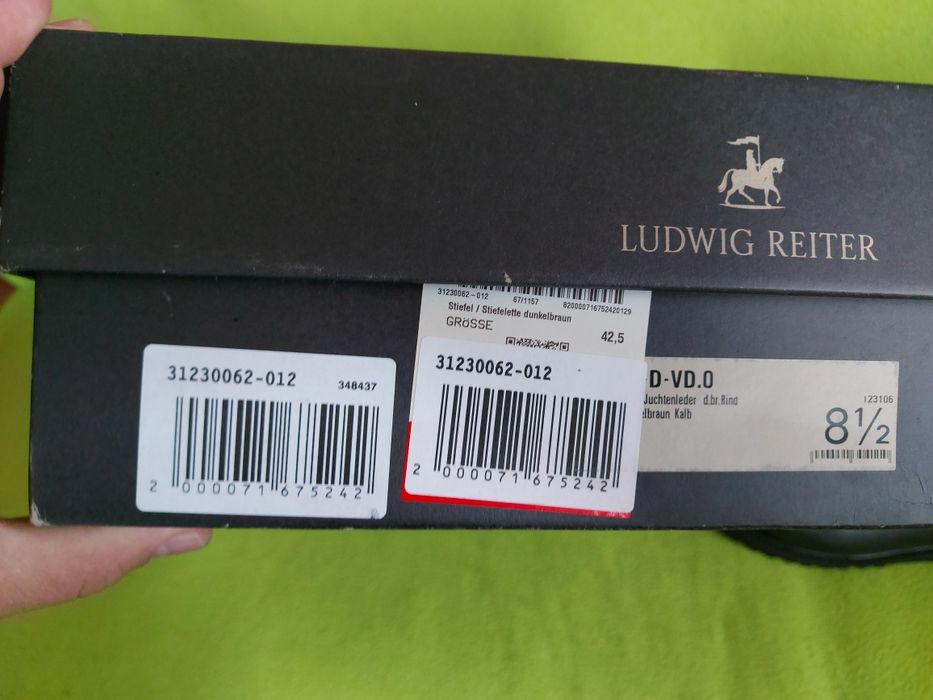 LUDWIG REITER
31230062-012 67/1157 820000716752420129
Stiefel / Stiefelette dunkelbraun
GRÖSSE
42,5
31230062-012
348437
2 000071 675242
31230062-012
2 000071 675242
D-VD.0
Juchtenleder d.br.Rind
Kalb
123106
8½